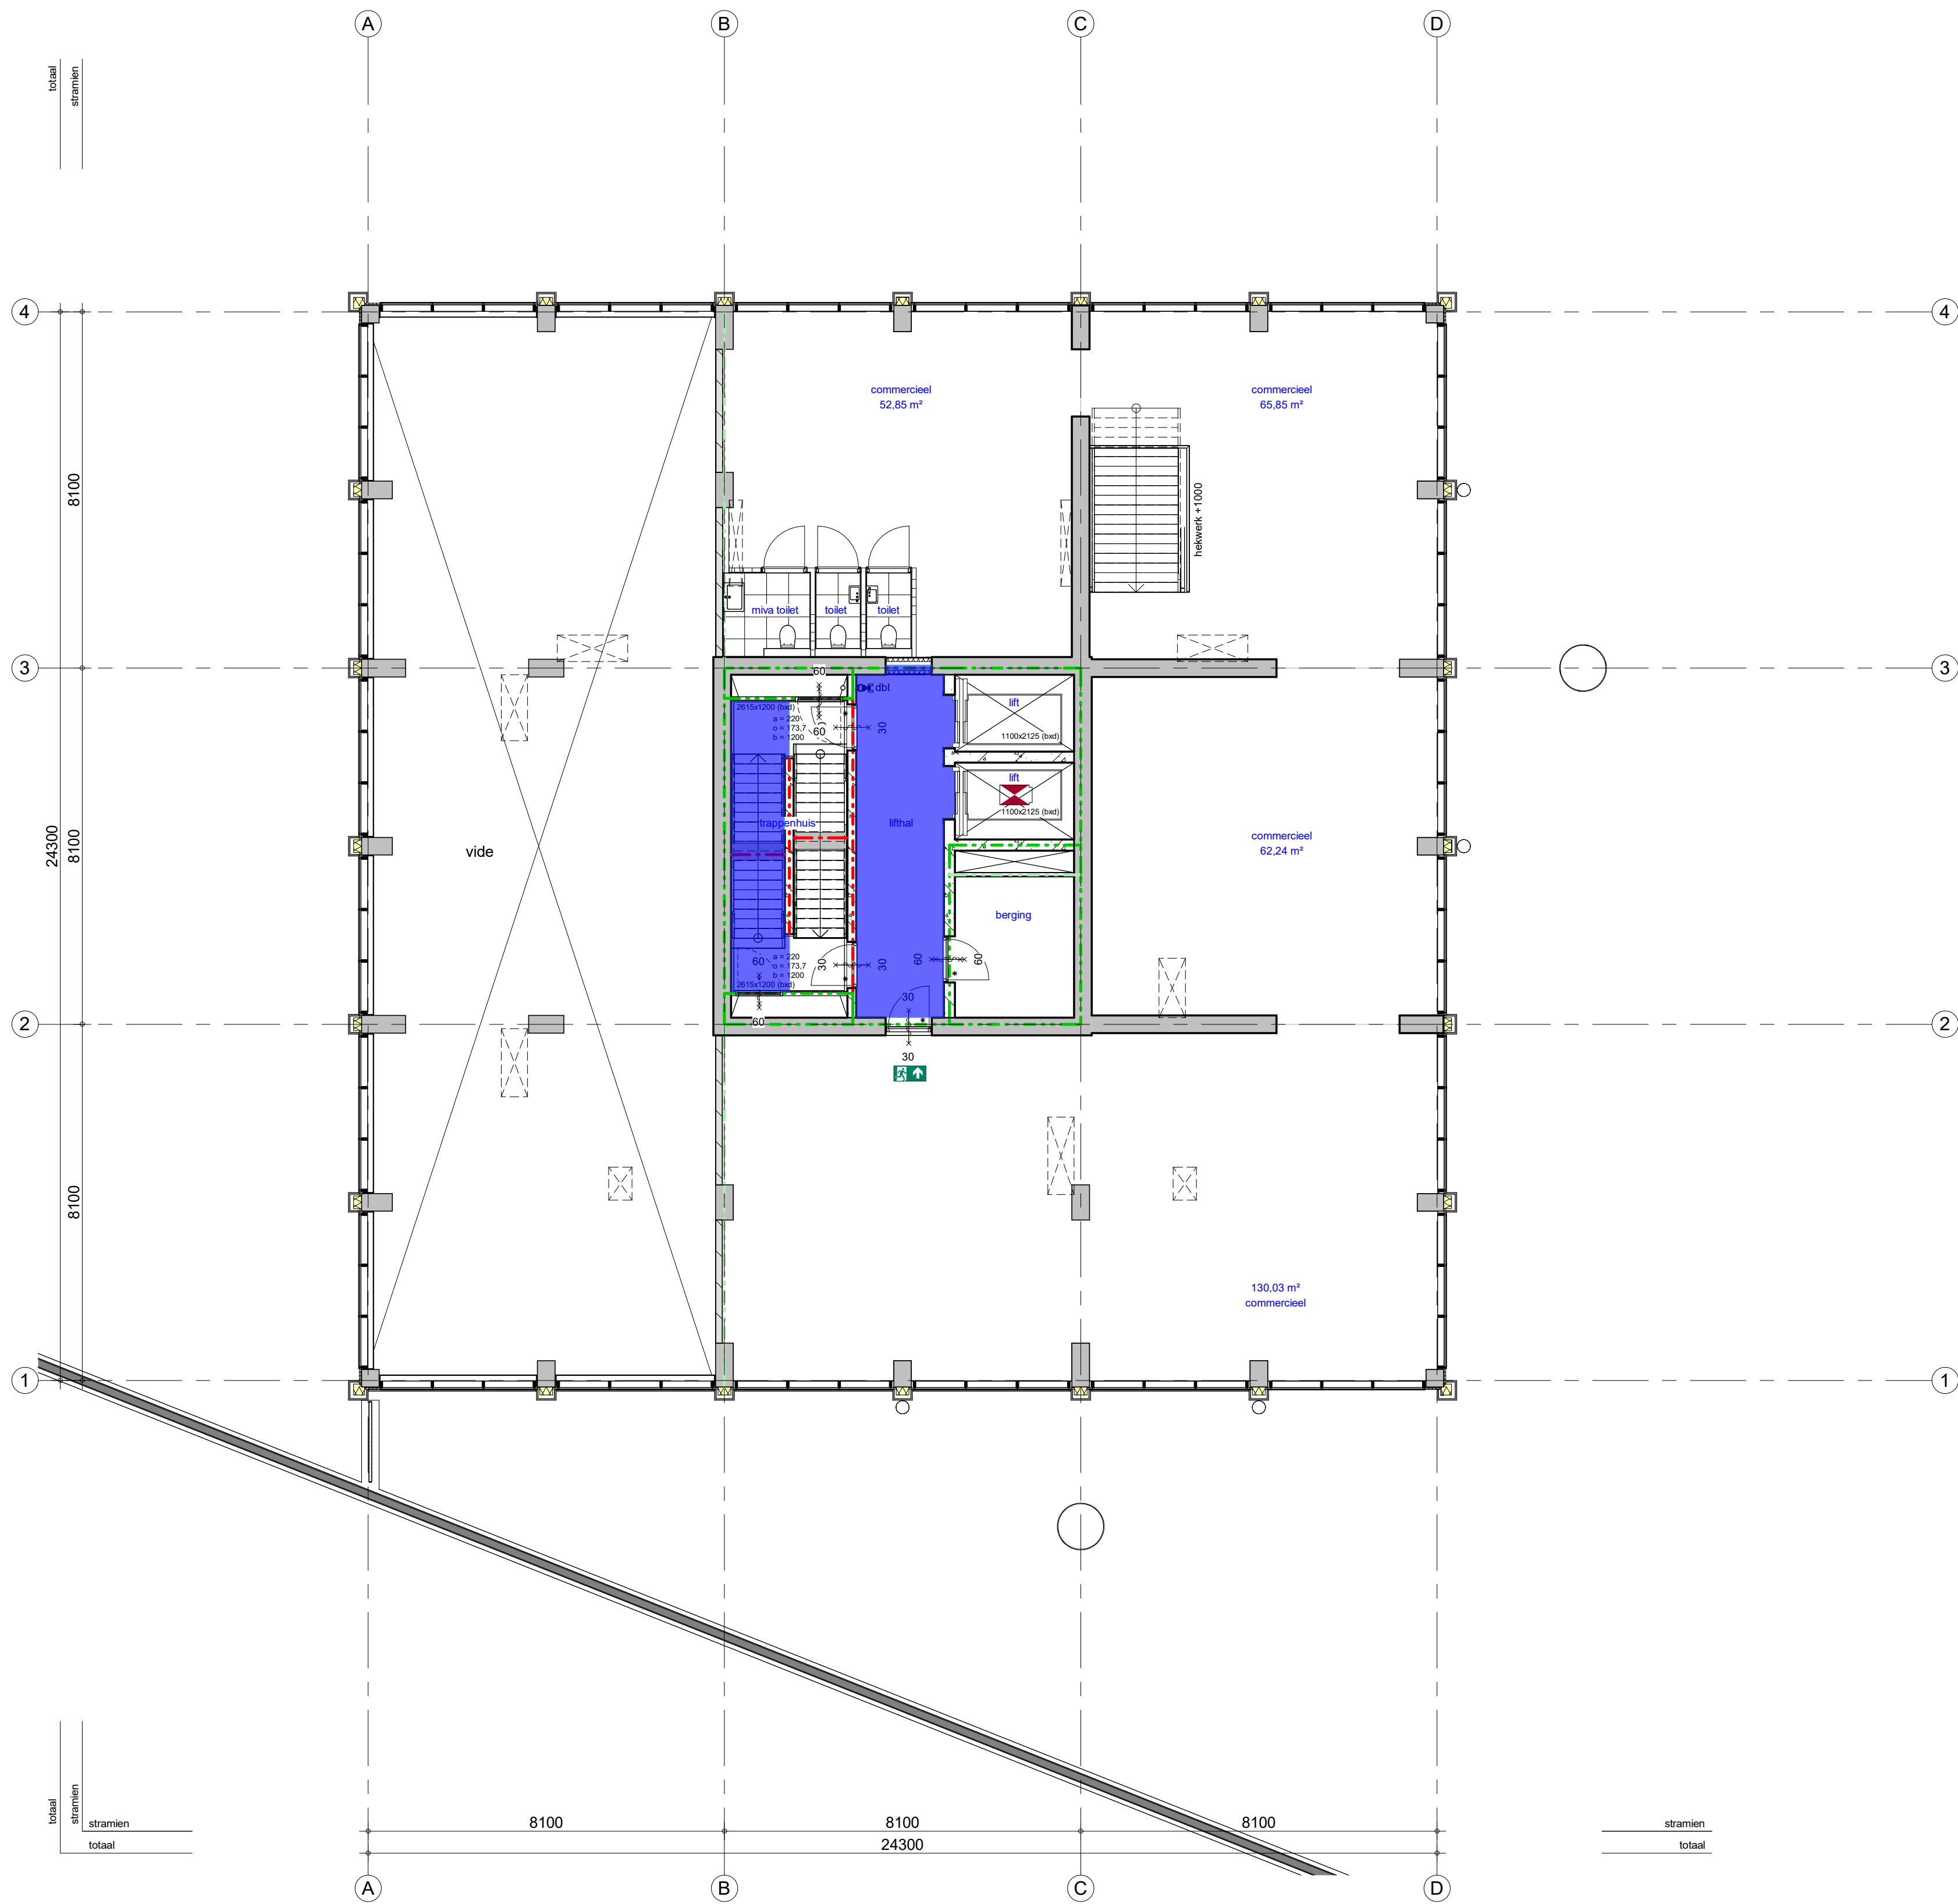 A
B
C
D
totaal
stramien
4
4
commercieel
52,85 m²
commercieel
65,85 m²
8100
hekwerk +1000
miva toilet
toilet
toilet
3
3
60
dbl
2615x1200 (bxd)
a = 220
o = 173,7
b = 1200
60
30
lift
1100x2125 (bxd)
lift
1100x2125 (bxd)
trappenhuis
lifthal
commercieel
62,24 m²
24300
8100
vide
berging
60
a = 220
o = 173,7
b = 1200
2615x1200 (bxd)
30
30
60
60
30
60
2
2
30
8100
130,03 m²
commercieel
1
1
totaal
stramien
stramien
totaal
8100
8100
8100
24300
stramien
totaal
A
B
C
D